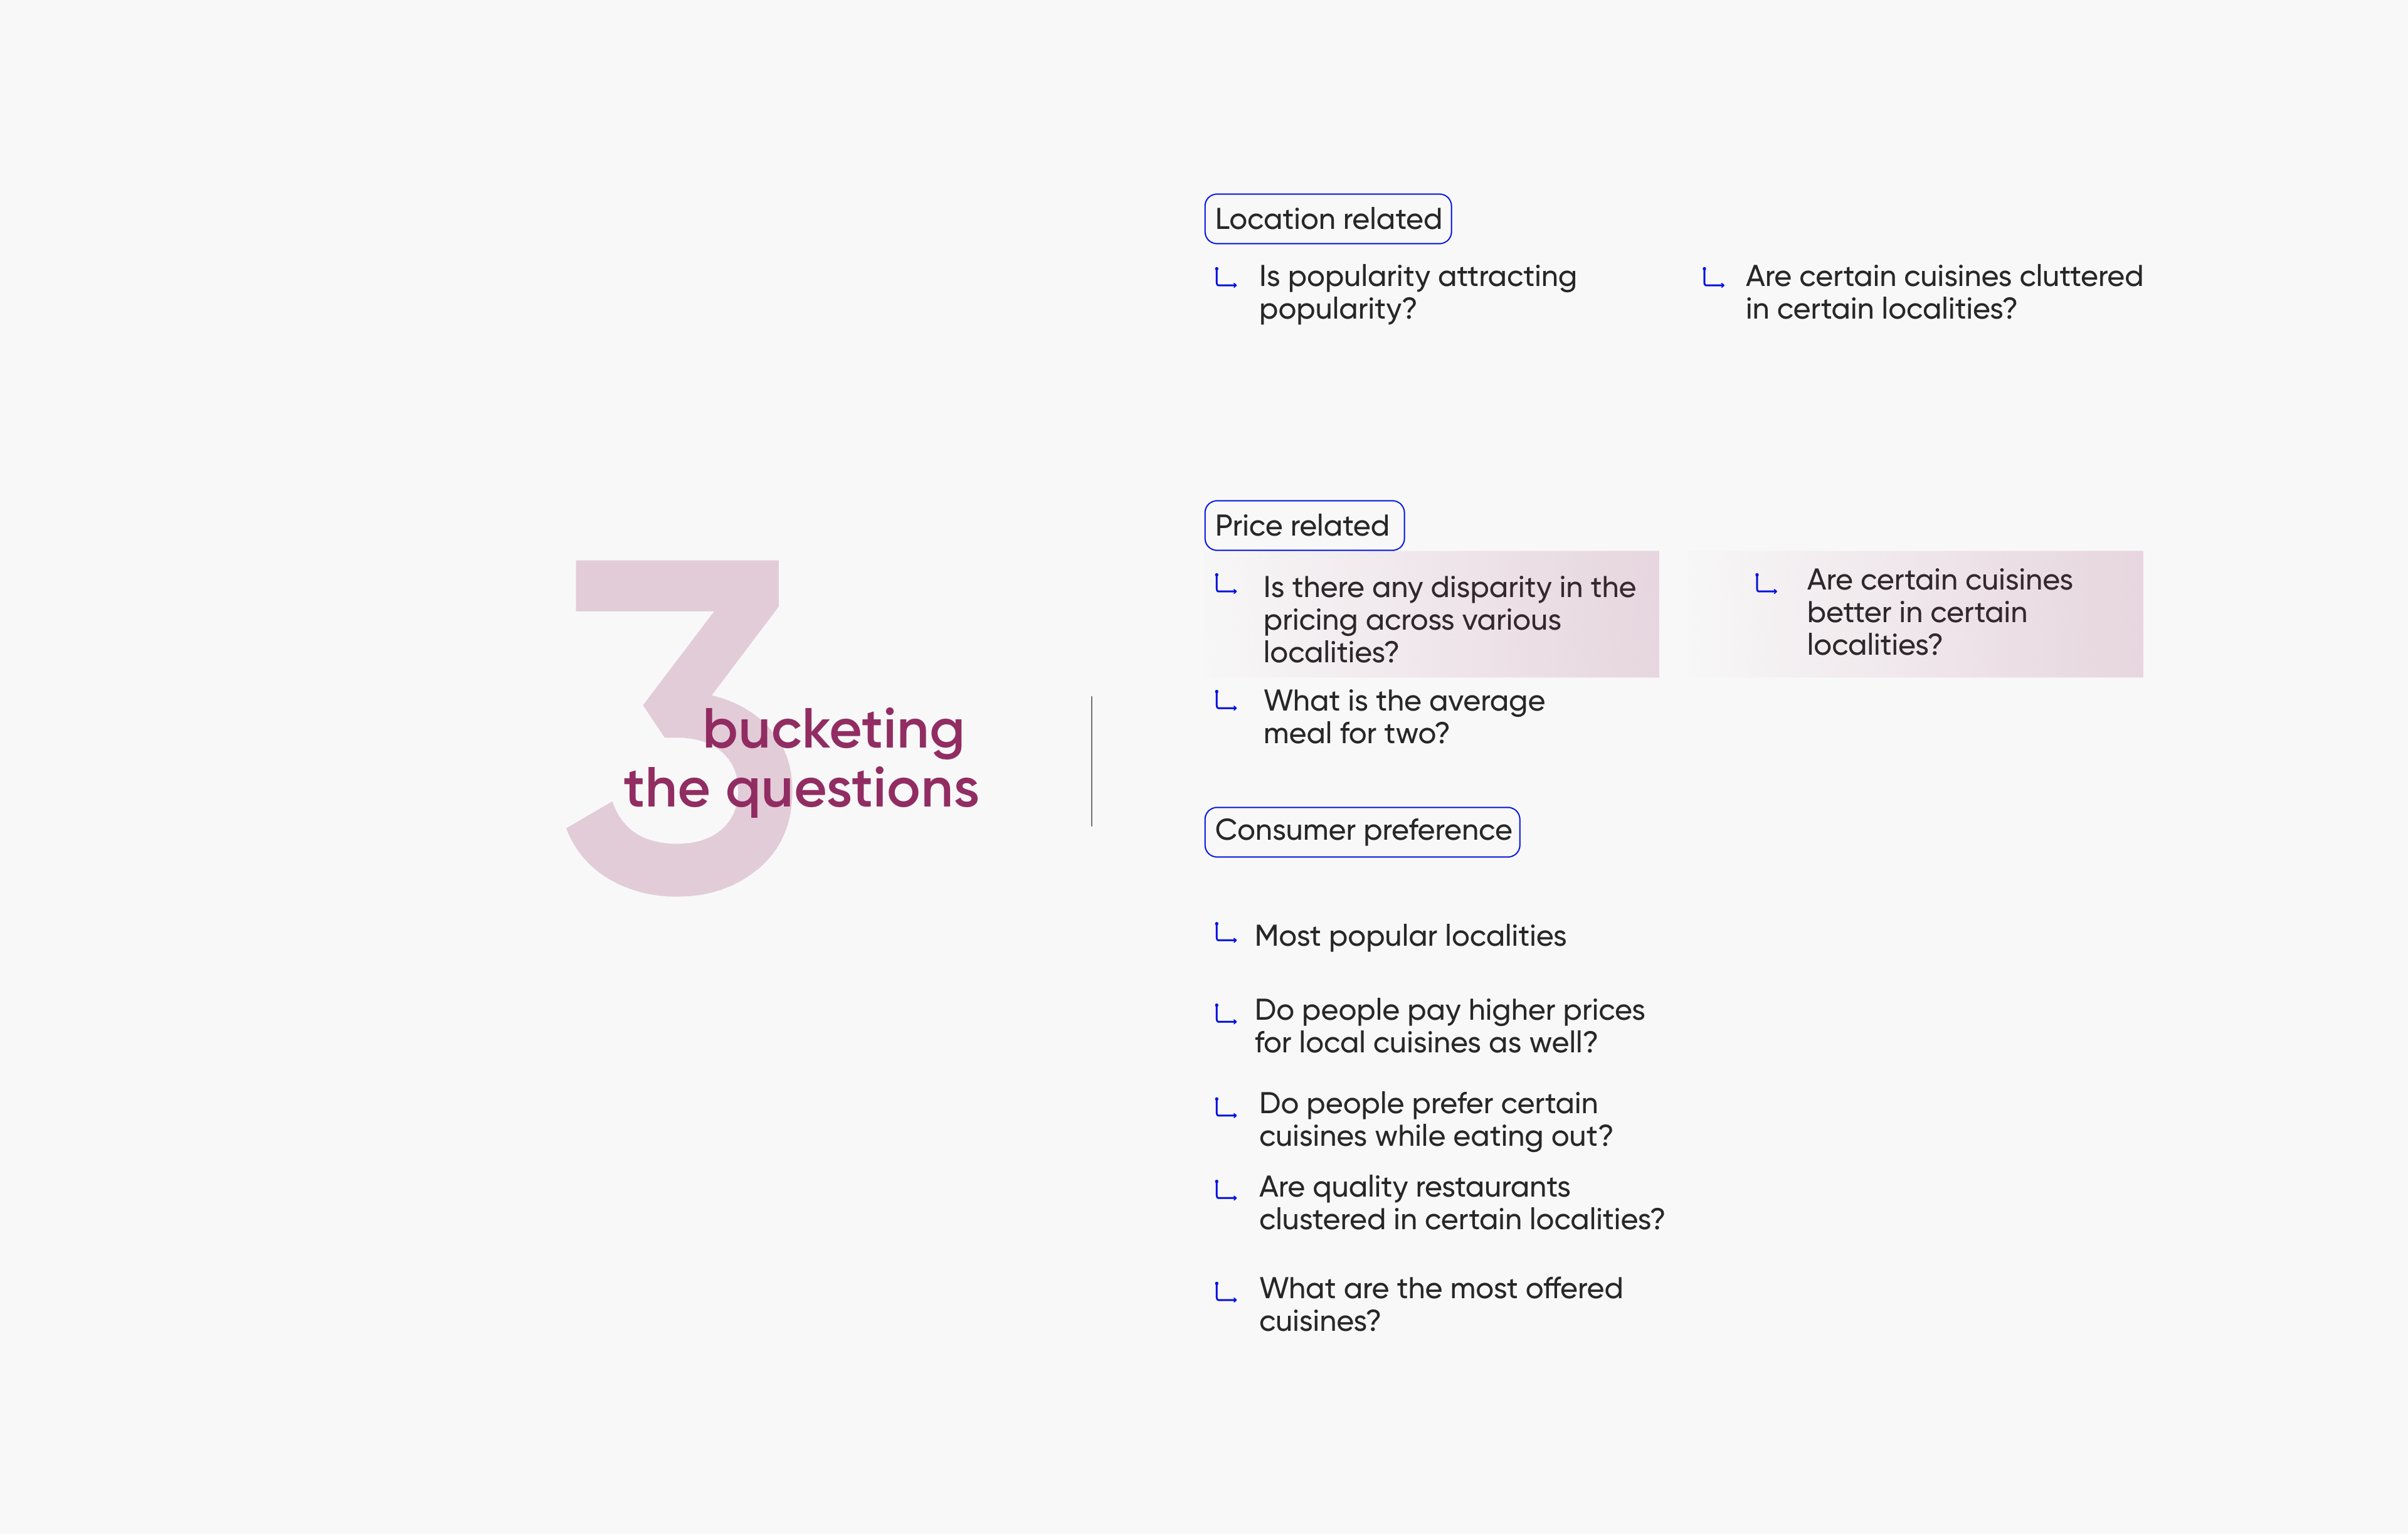 3
bucketing
the questions
Location related
Is popularity attracting
popularity?
Are certain cuisines cluttered
in certain localities?
Price related
Is there any disparity in the
pricing across various
localities?
Are certain cuisines
better in certain
localities?
What is the average
meal for two?
Consumer preference
Most popular localities
Do people pay higher prices
for local cuisines as well?
Do people prefer certain
cuisines while eating out?
Are quality restaurants
clustered in certain localities?
What are the most offered
cuisines?